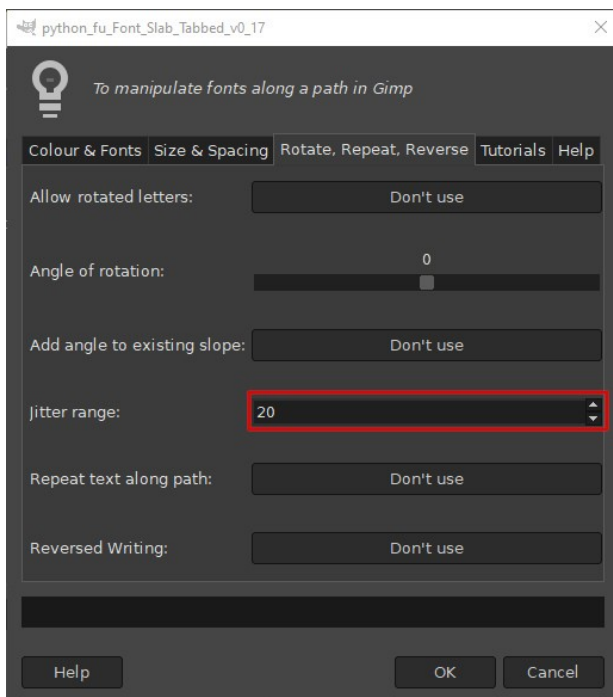 python_fu_Font_Slab_Tabbed_v0_17
To manipulate fonts along a path in Gimp
Colour & Fonts Size & Spacing Rotate, Repeat, Reverse Tutorials Help
Allow rotated letters: Don't use
0
Angle of rotation:
Add angle to existing slope: Don't use
Jitter range: 20
Repeat text along path: Don't use
Reversed Writing: Don't use
Help OK Cancel